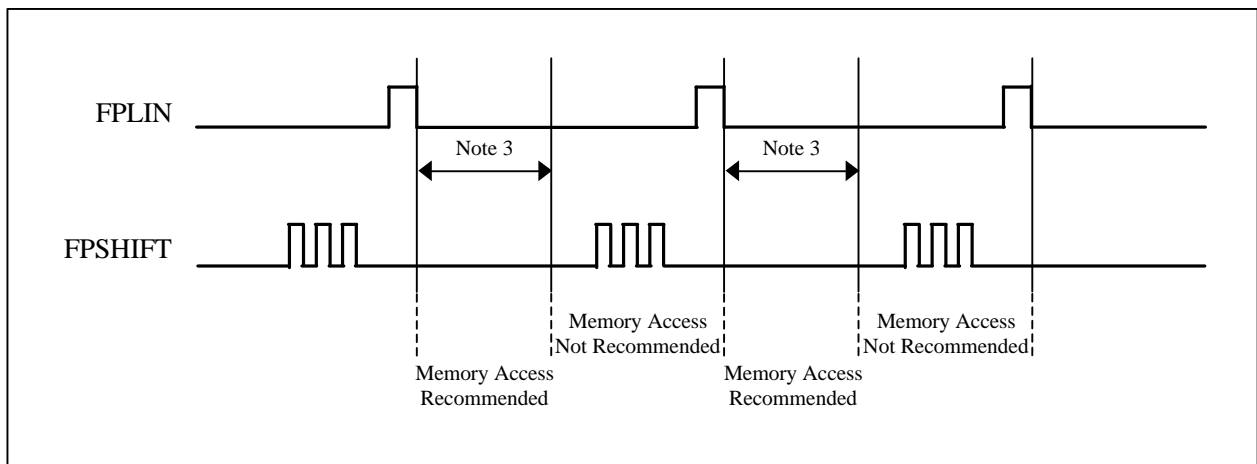 FPLIN
Note 3
Note 3
FPSHIFT
Memory Access
Not Recommended
Memory Access
Not Recommended
Memory Access
Recommended
Memory Access
Recommended